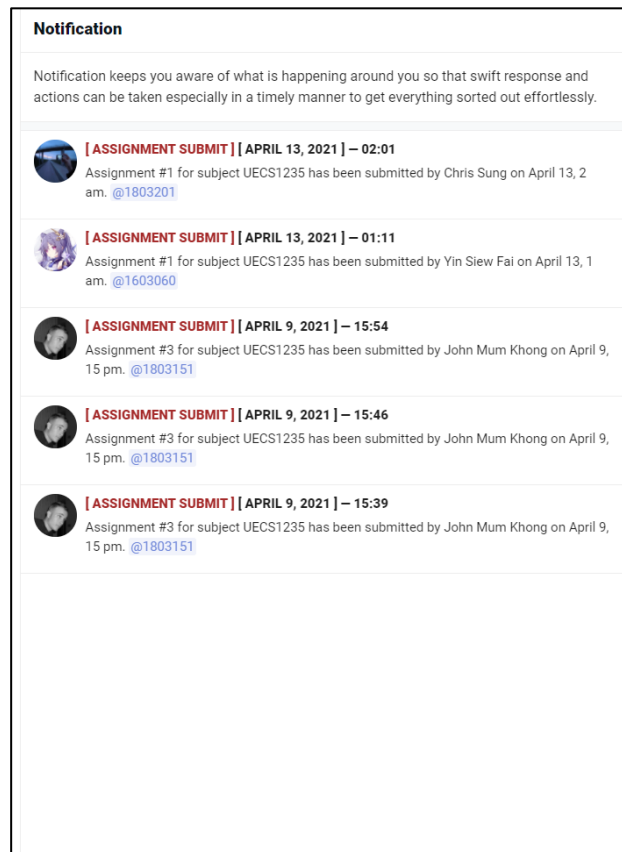 Notification
Notification keeps you aware of what is happening around you so that swift response and
actions can be taken especially in a timely manner to get everything sorted out effortlessly.
[ ASSIGNMENT SUBMIT ] [ APRIL 13, 2021 ] — 02:01
Assignment #1 for subject UECS1235 has been submitted by Chris Sung on April 13, 2
am. @1803201
[ ASSIGNMENT SUBMIT ] [ APRIL 13, 2021 ] — 01:11
Assignment #1 for subject UECS1235 has been submitted by Yin Siew Fai on April 13, 1
am. @1603060
[ ASSIGNMENT SUBMIT ] [ APRIL 9, 2021 ] — 15:54
Assignment #3 for subject UECS1235 has been submitted by John Mum Khong on April 9,
15 pm. @1803151
[ ASSIGNMENT SUBMIT ] [ APRIL 9, 2021 ] — 15:46
Assignment #3 for subject UECS1235 has been submitted by John Mum Khong on April 9,
15 pm. @1803151
[ ASSIGNMENT SUBMIT ] [ APRIL 9, 2021 ] — 15:39
Assignment #3 for subject UECS1235 has been submitted by John Mum Khong on April 9,
15 pm. @1803151